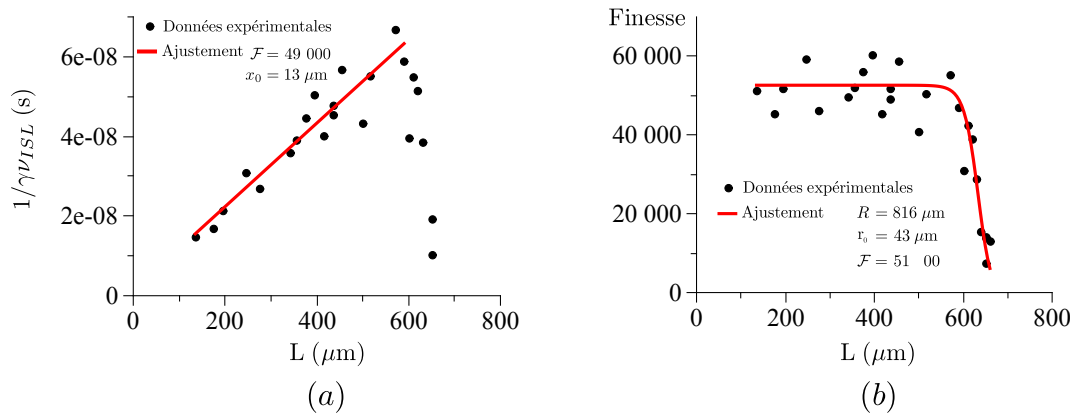 1/γν_ISL (s)
6e-08
4e-08
2e-08
0
Données expérimentales
Ajustement F = 49 000
x₀ = 13 μm
0 200 400 600 800
L (μm)
(a)
Finesse
60 000
40 000
20 000
0
Données expérimentales
Ajustement R = 816 μm
r₀ = 43 μm
F = 51 00
0 200 400 600 800
L (μm)
(b)